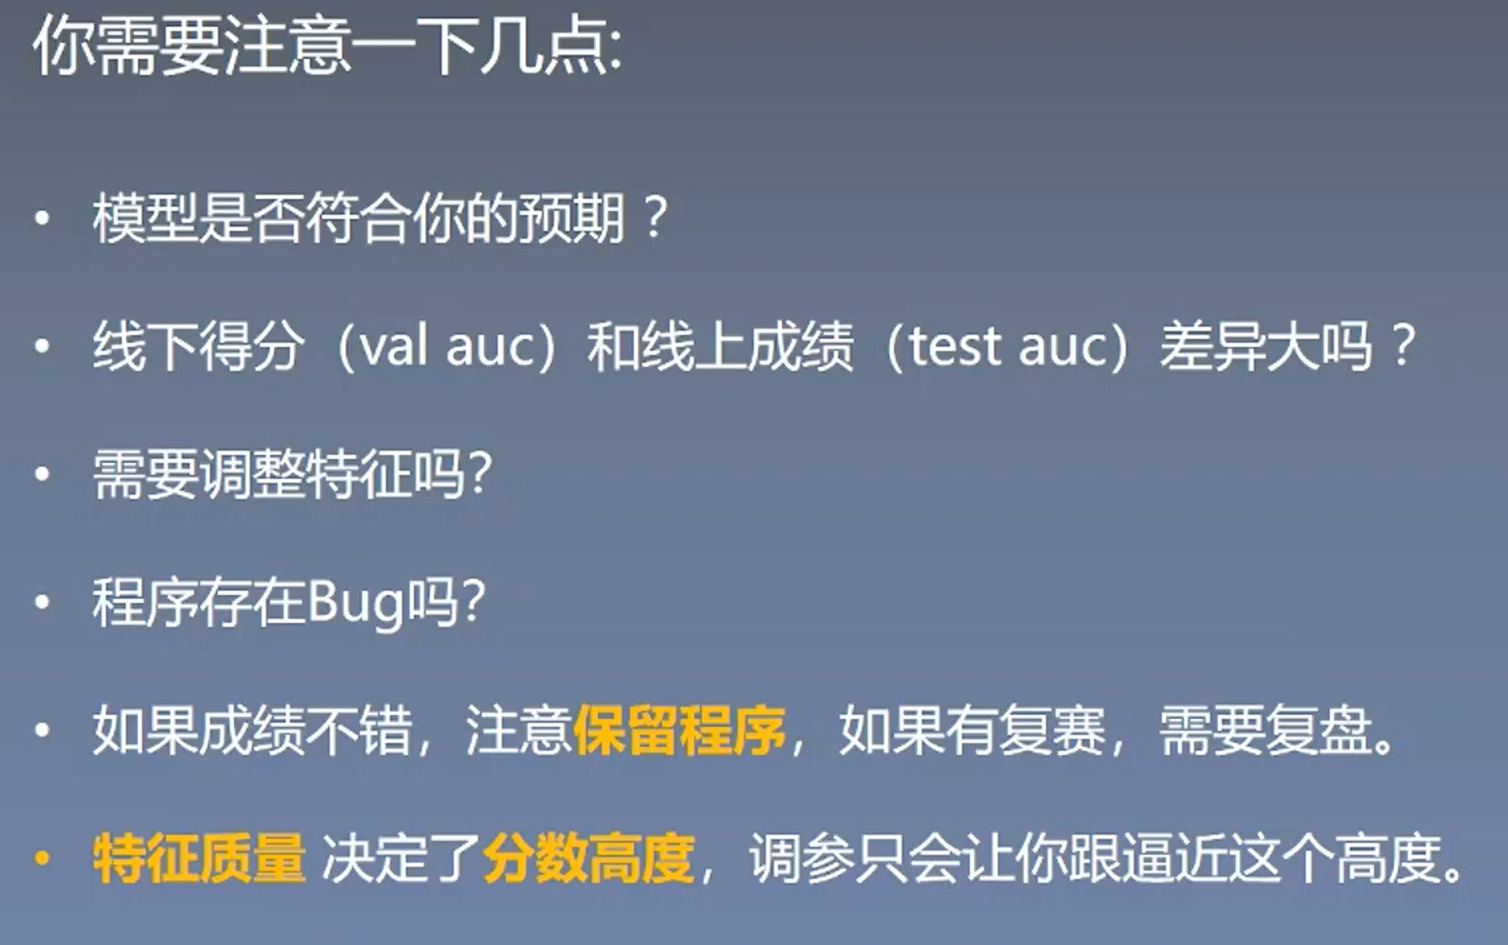 你需要注意一下几点:
• 模型是否符合你的预期？
• 线下得分（val auc）和线上成绩（test auc）差异大吗？
• 需要调整特征吗?
• 程序存在Bug吗?
• 如果成绩不错，注意保留程序，如果有复赛，需要复盘。
• 特征质量 决定了分数高度，调参只会让你跟逼近这个高度。